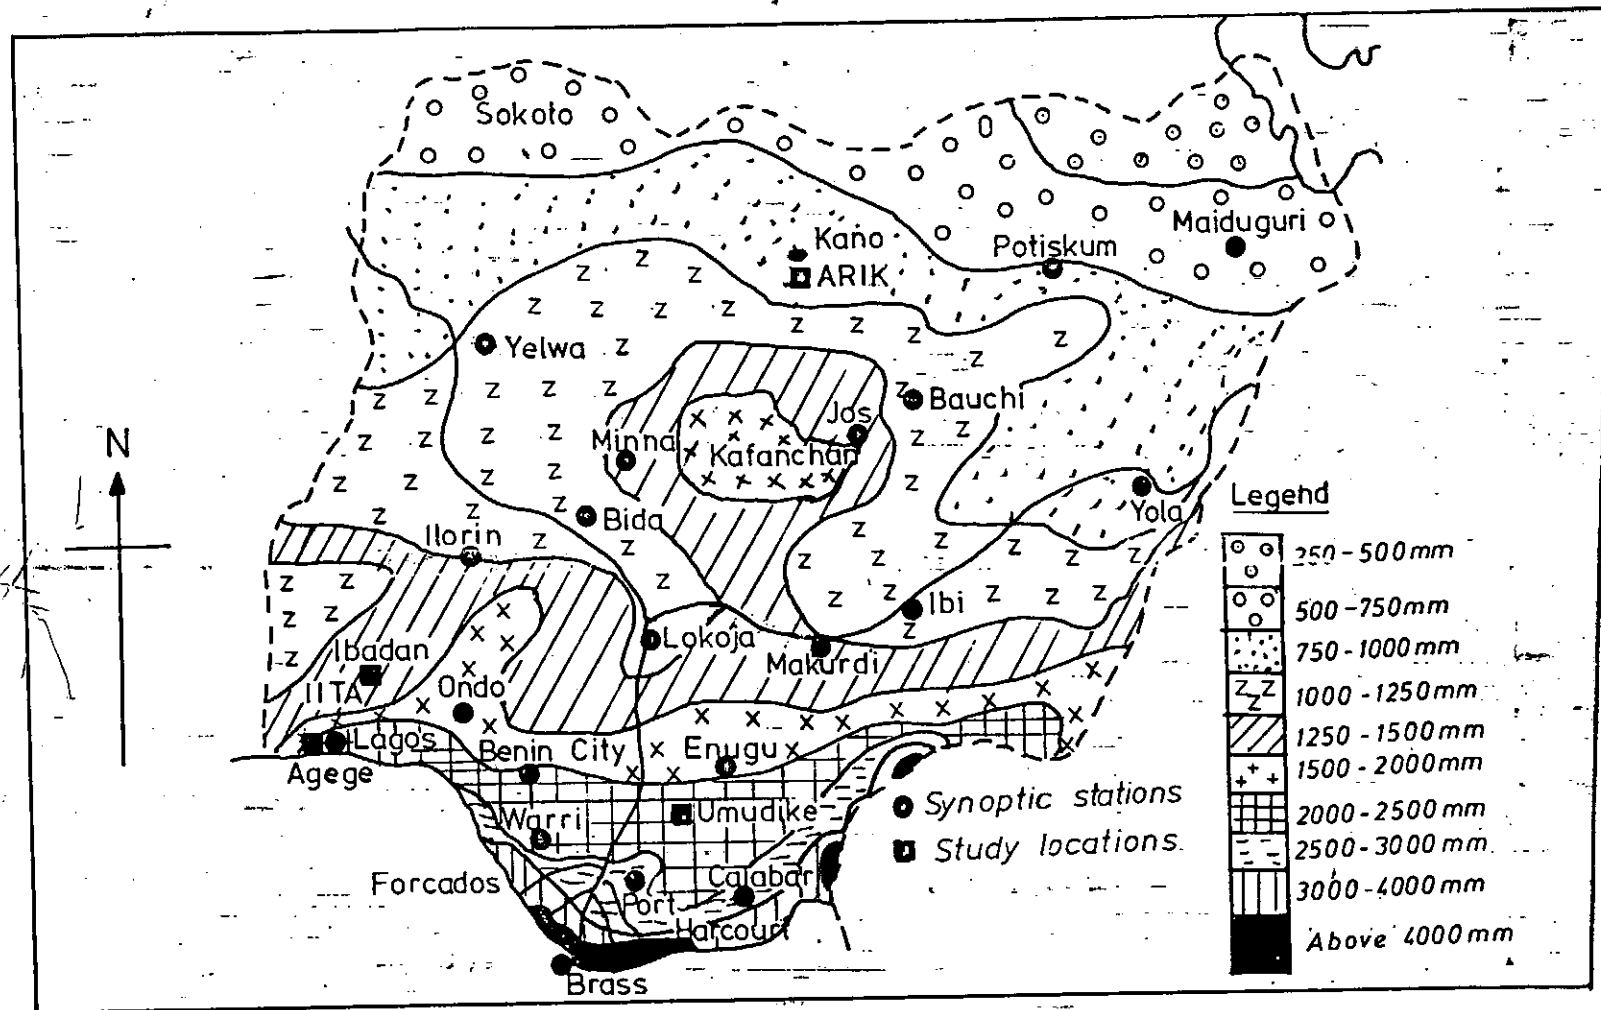 Sokoto
Maiduguri
Kano
Potiskum
ARIK
Yelwa
Bauchi
Jos
Minna
Kafanchan
N
Yola
Bida
Ilorin
Ibi
Lokoja
Ibadan
Makurdi
IITA
Ondo
Lagos
Benin City
Enugu
Agege
Umudike
Warri
Forcados
Calabar
Port
Harcourt
Brass
Synoptic stations
Study locations.
Legend
250-500mm
500-750mm
750-1000mm
1000-1250mm
1250-1500mm
1500-2000mm
2000-2500mm
2500-3000mm
3000-4000mm
Above 4000mm